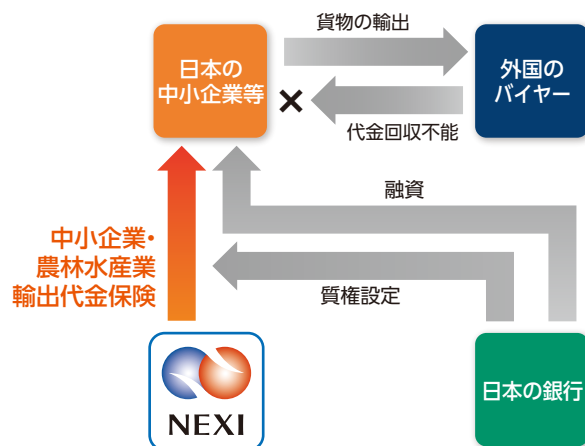 貨物の輸出
日本の
中小企業等
外国の
バイヤー
×
代金回収不能
融資
中小企業・
農林水産業
輸出代金保険
質権設定
NEXI
日本の銀行